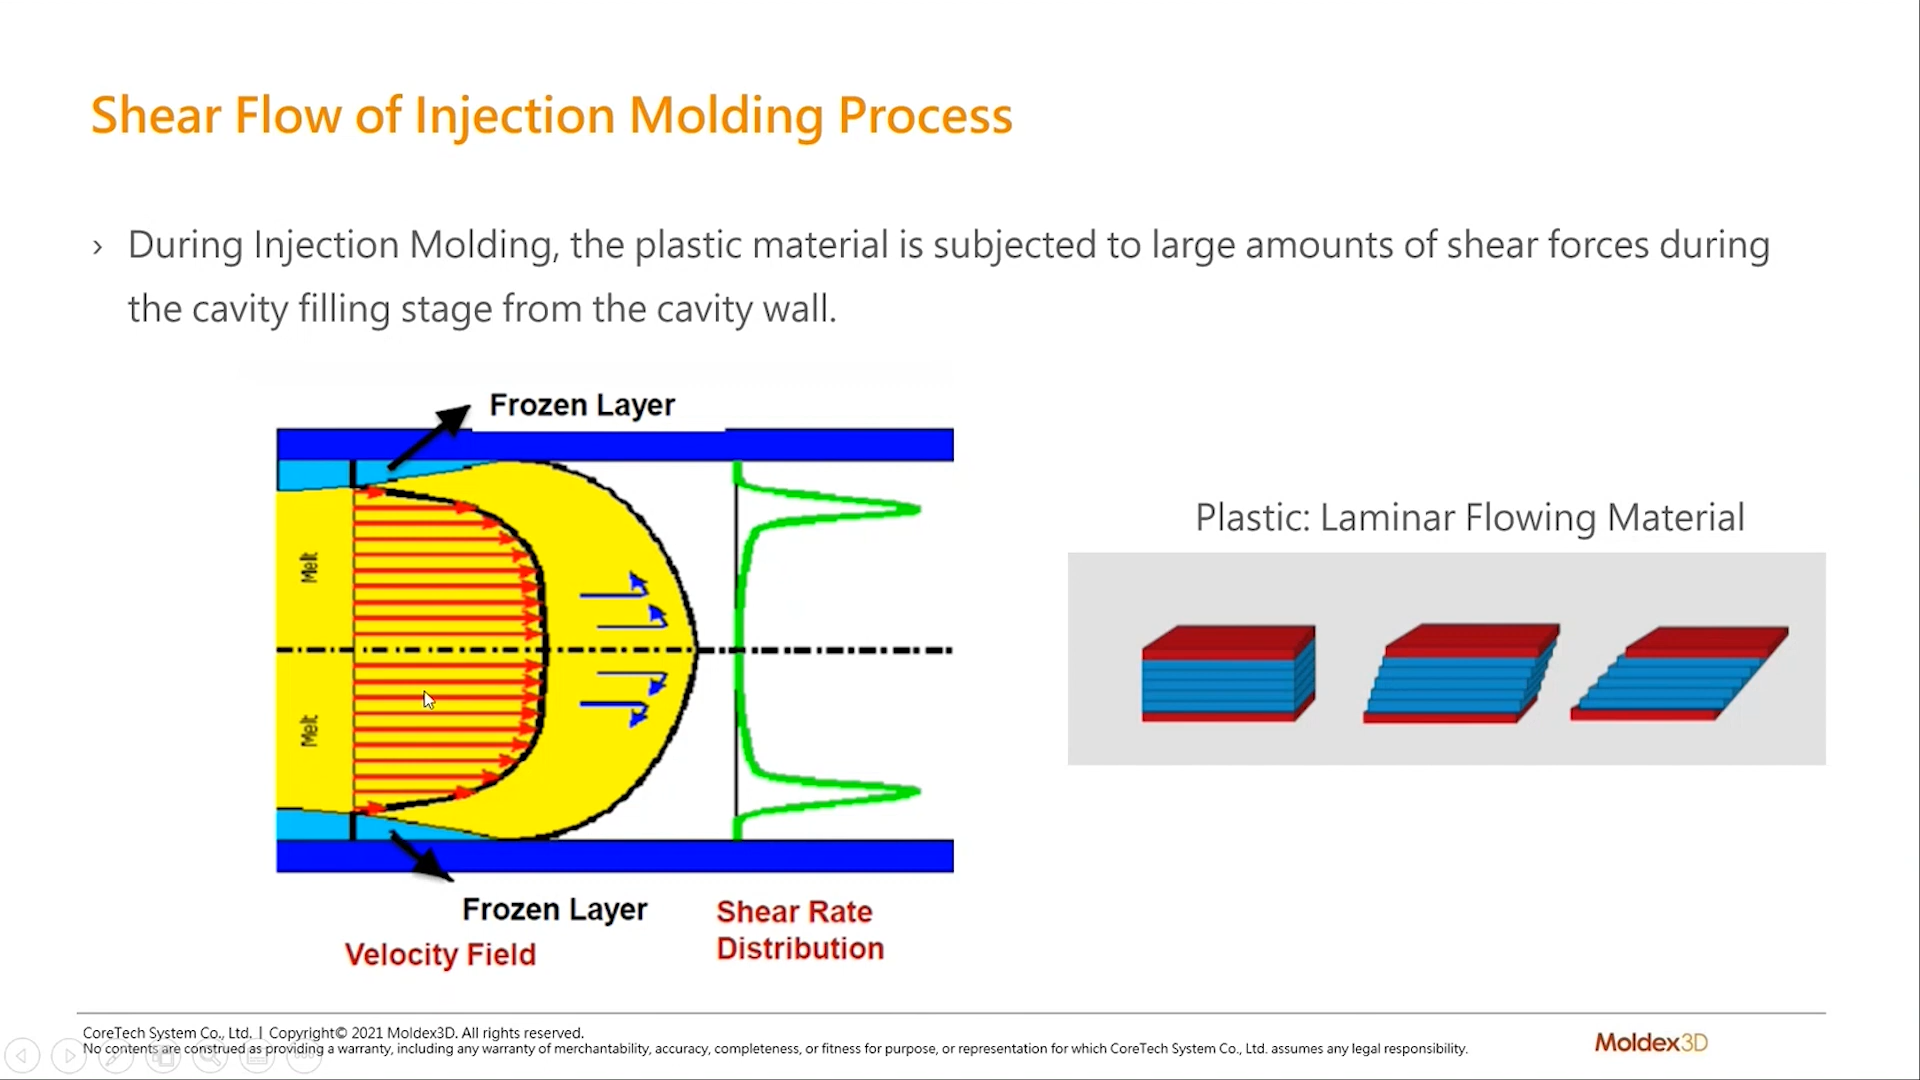 Shear Flow of Injection Molding Process
› During Injection Molding, the plastic material is subjected to large amounts of shear forces during
the cavity filling stage from the cavity wall.
Frozen Layer
Plastic: Laminar Flowing Material
Melt
Melt
Frozen Layer
Velocity Field
Shear Rate
Distribution
CoreTech System Co., Ltd. | Copyright© 2021 Moldex3D. All rights reserved.
No contents are construed as providing a warranty, including any warranty of merchantability, accuracy, completeness, or fitness for purpose, or representation for which CoreTech System Co., Ltd. assumes any legal responsibility.
Moldex3D